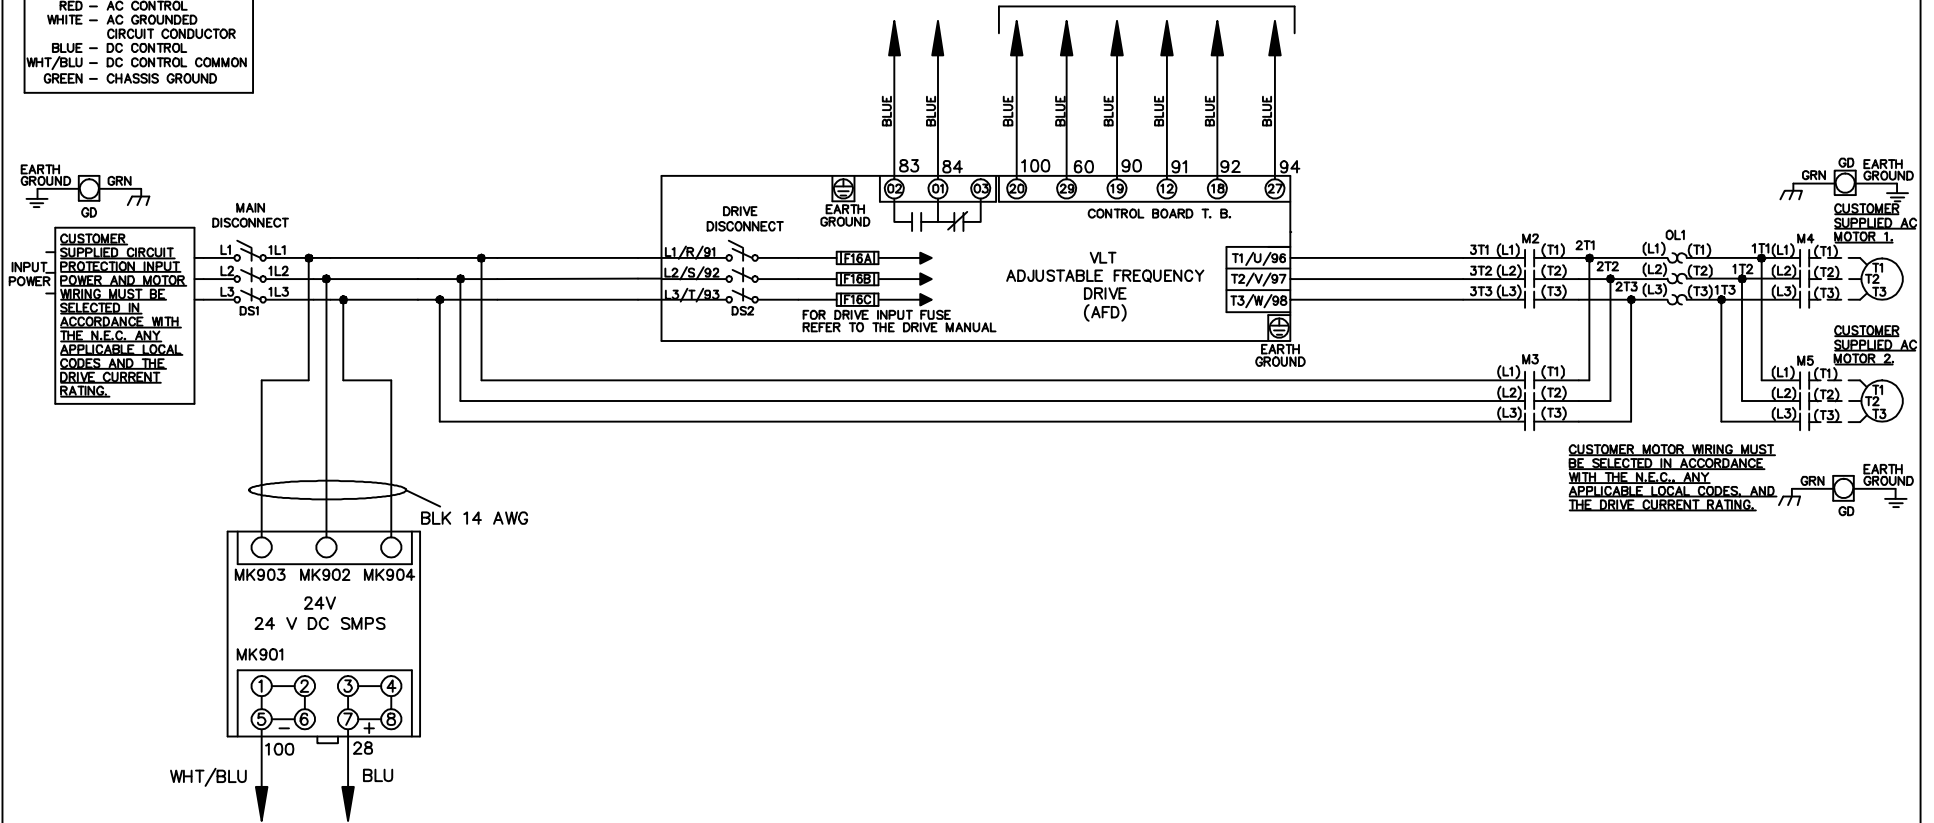 RED – AC CONTROL
WHITE – AC GROUNDED
CIRCUIT CONDUCTOR
BLUE – DC CONTROL
WHT/BLU – DC CONTROL COMMON
GREEN – CHASSIS GROUND
BLUE
BLUE
BLUE
BLUE
BLUE
BLUE
BLUE
BLUE
83
84
100
60
90
91
92
94
02
01
03
20
29
19
12
18
27
EARTH
GROUND
GRN
GD
MAIN
DISCONNECT
L1
1L1
L2
1L2
L3
1L3
DS1
INPUT
POWER
CUSTOMER
SUPPLIED CIRCUIT
PROTECTION INPUT
POWER AND MOTOR
WIRING MUST BE
SELECTED IN
ACCORDANCE WITH
THE N.E.C. ANY
APPLICABLE LOCAL
CODES AND THE
DRIVE CURRENT
RATING.
DRIVE
DISCONNECT
L1/R/91
L2/S/92
L3/T/93
DS2
EARTH
GROUND
CONTROL BOARD T. B.
F16A
F16B
F16C
FOR DRIVE INPUT FUSE
REFER TO THE DRIVE MANUAL
VLT
ADJUSTABLE FREQUENCY
DRIVE
(AFD)
T1/U/96
T2/V/97
T3/W/98
EARTH
GROUND
M2
3T1 (L1) (T1) 2T1
3T2 (L2) (T2) 2T2
3T3 (L3) (T3) 2T3
OL1
(L1) (T1) 1T1
(L2) (T2) 1T2
(L3) (T3) 1T3
M4
(L1) (T1)
(L2) (T2)
(L3) (T3)
T1
T2
T3
GD
EARTH
GROUND
GRN
CUSTOMER
SUPPLIED AC
MOTOR 1.
M3
(L1) (T1)
(L2) (T2)
(L3) (T3)
CUSTOMER
SUPPLIED AC
MOTOR 2.
M5
(L1) (T1)
(L2) (T2)
(L3) (T3)
T1
T2
T3
CUSTOMER MOTOR WIRING MUST
BE SELECTED IN ACCORDANCE
WITH THE N.E.C., ANY
APPLICABLE LOCAL CODES, AND
THE DRIVE CURRENT RATING.
GRN
EARTH
GROUND
GD
BLK 14 AWG
MK903 MK902 MK904
24V
24 V DC SMPS
MK901
1 2 3 4
5 – 6 7 + 8
100
28
WHT/BLU
BLU